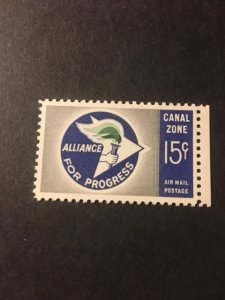 ALLIANCE
FOR PROGRESS
CANAL
ZONE
15¢
AIR MAIL
POSTAGE